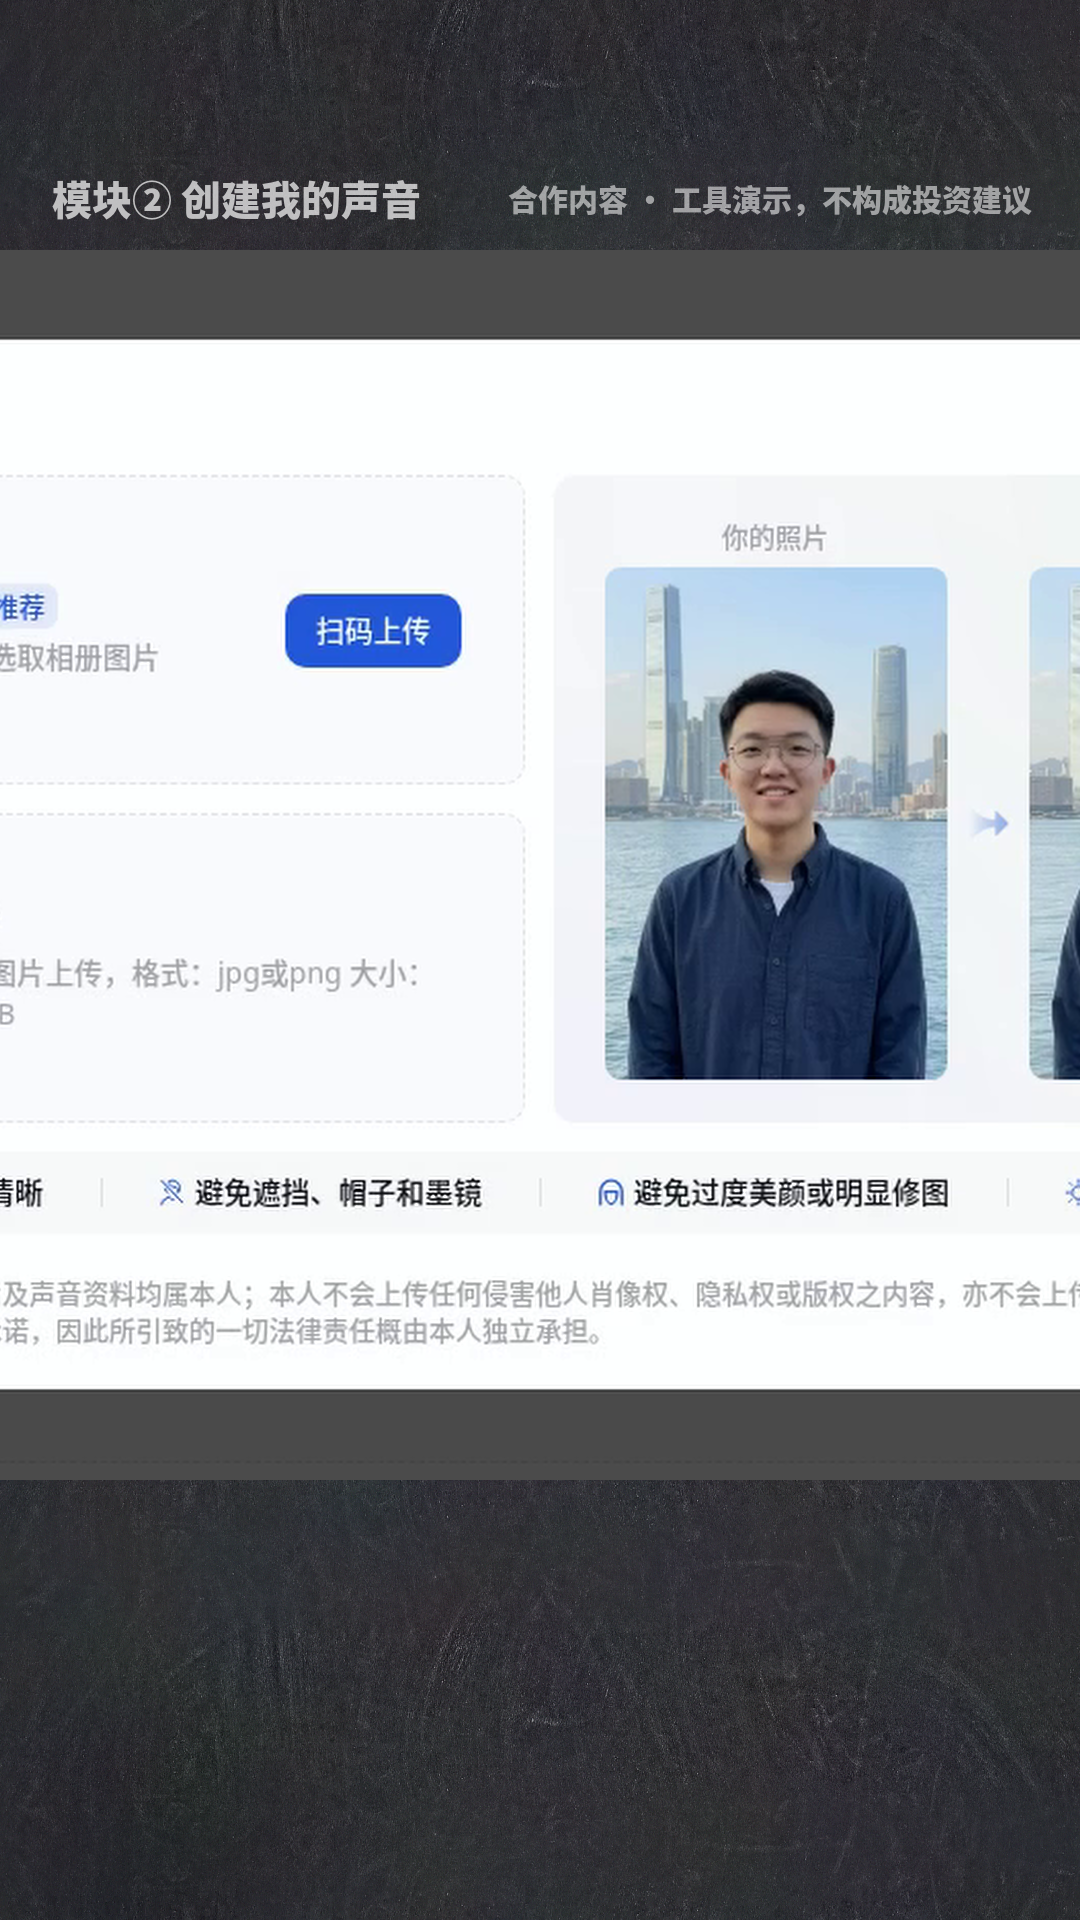 模块② 创建我的声音
合作内容 · 工具演示，不构成投资建议
你的照片
推荐
扫码上传
选取相册图片
图片上传，格式：jpg或png 大小：
B
清晰
避免遮挡、帽子和墨镜
避免过度美颜或明显修图
及声音资料均属本人；本人不会上传任何侵害他人肖像权、隐私权或版权之内容，亦不会上传
诺，因此所引致的一切法律责任概由本人独立承担。